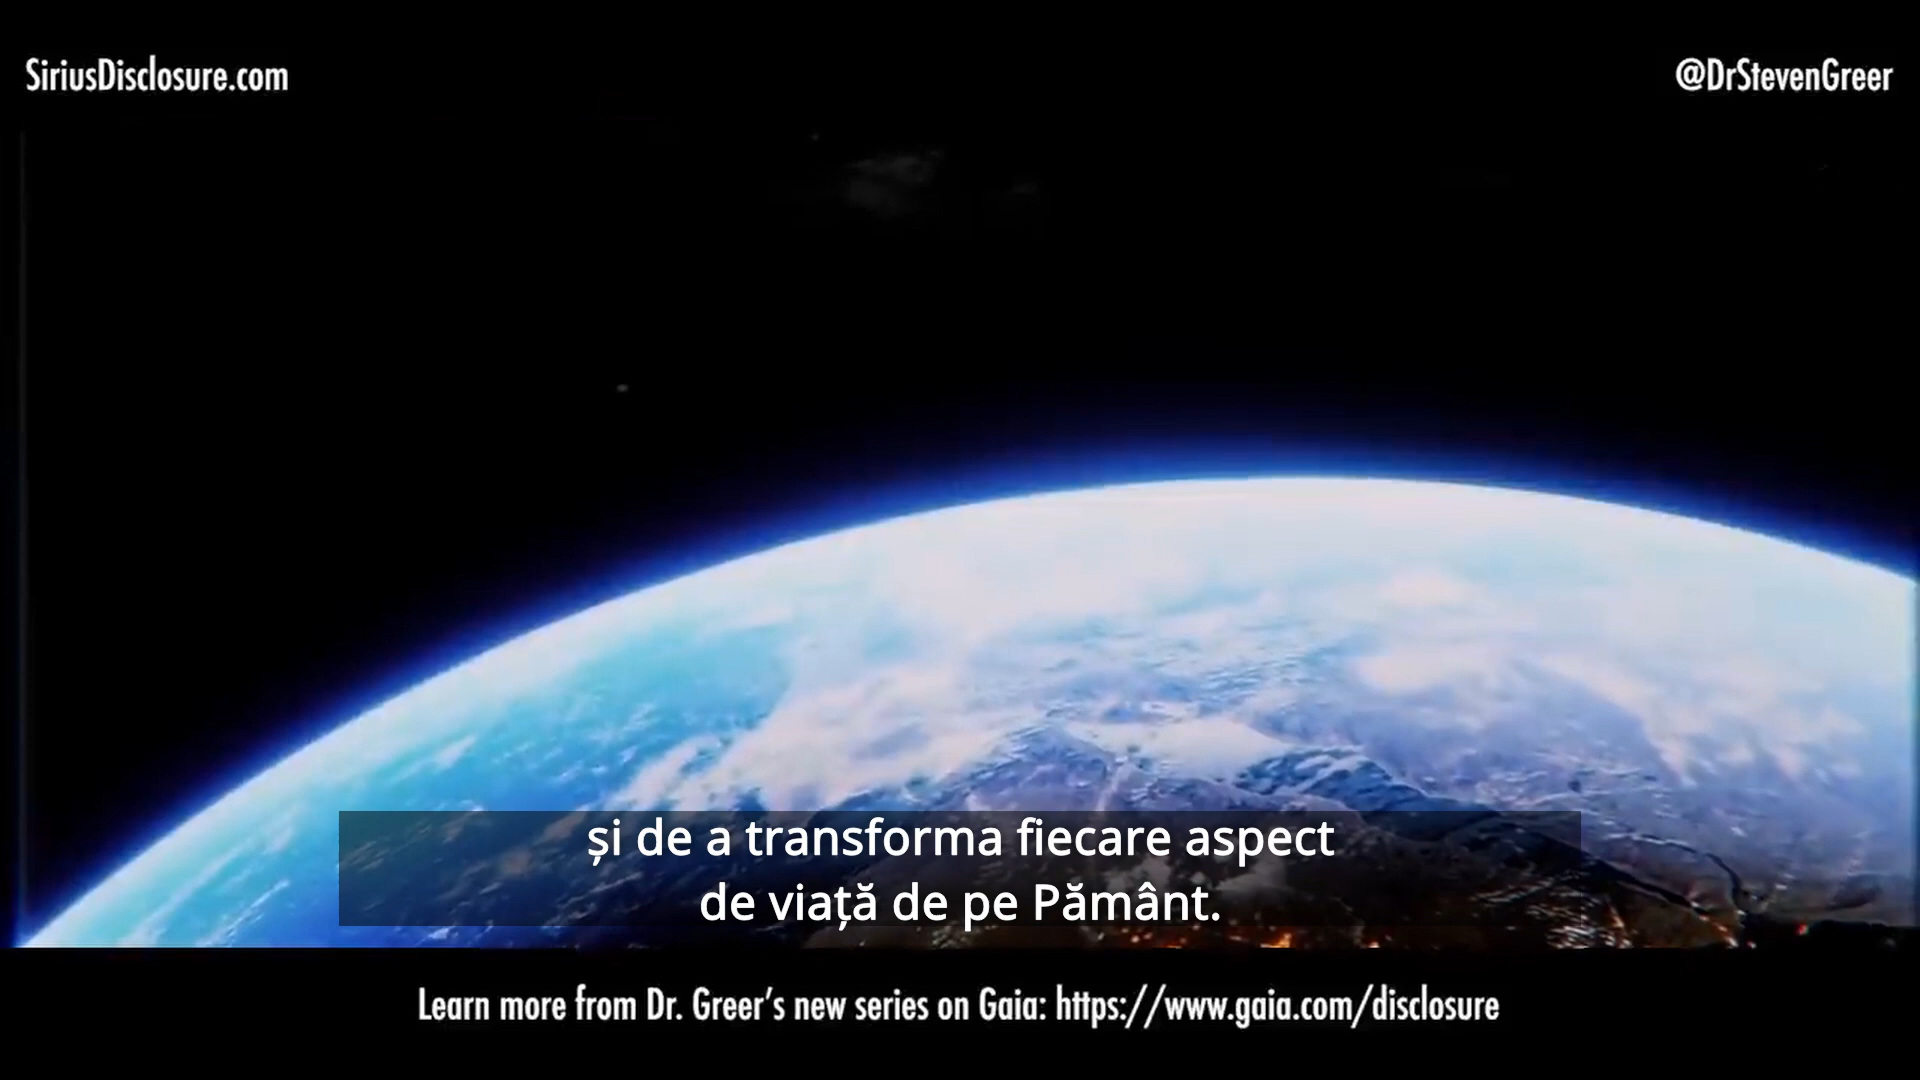 SiriusDisclosure.com
@DrStevenGreer
și de a transforma fiecare aspect
de viață de pe Pământ.
Learn more from Dr. Greer's new series on Gaia: https://www.gaia.com/disclosure